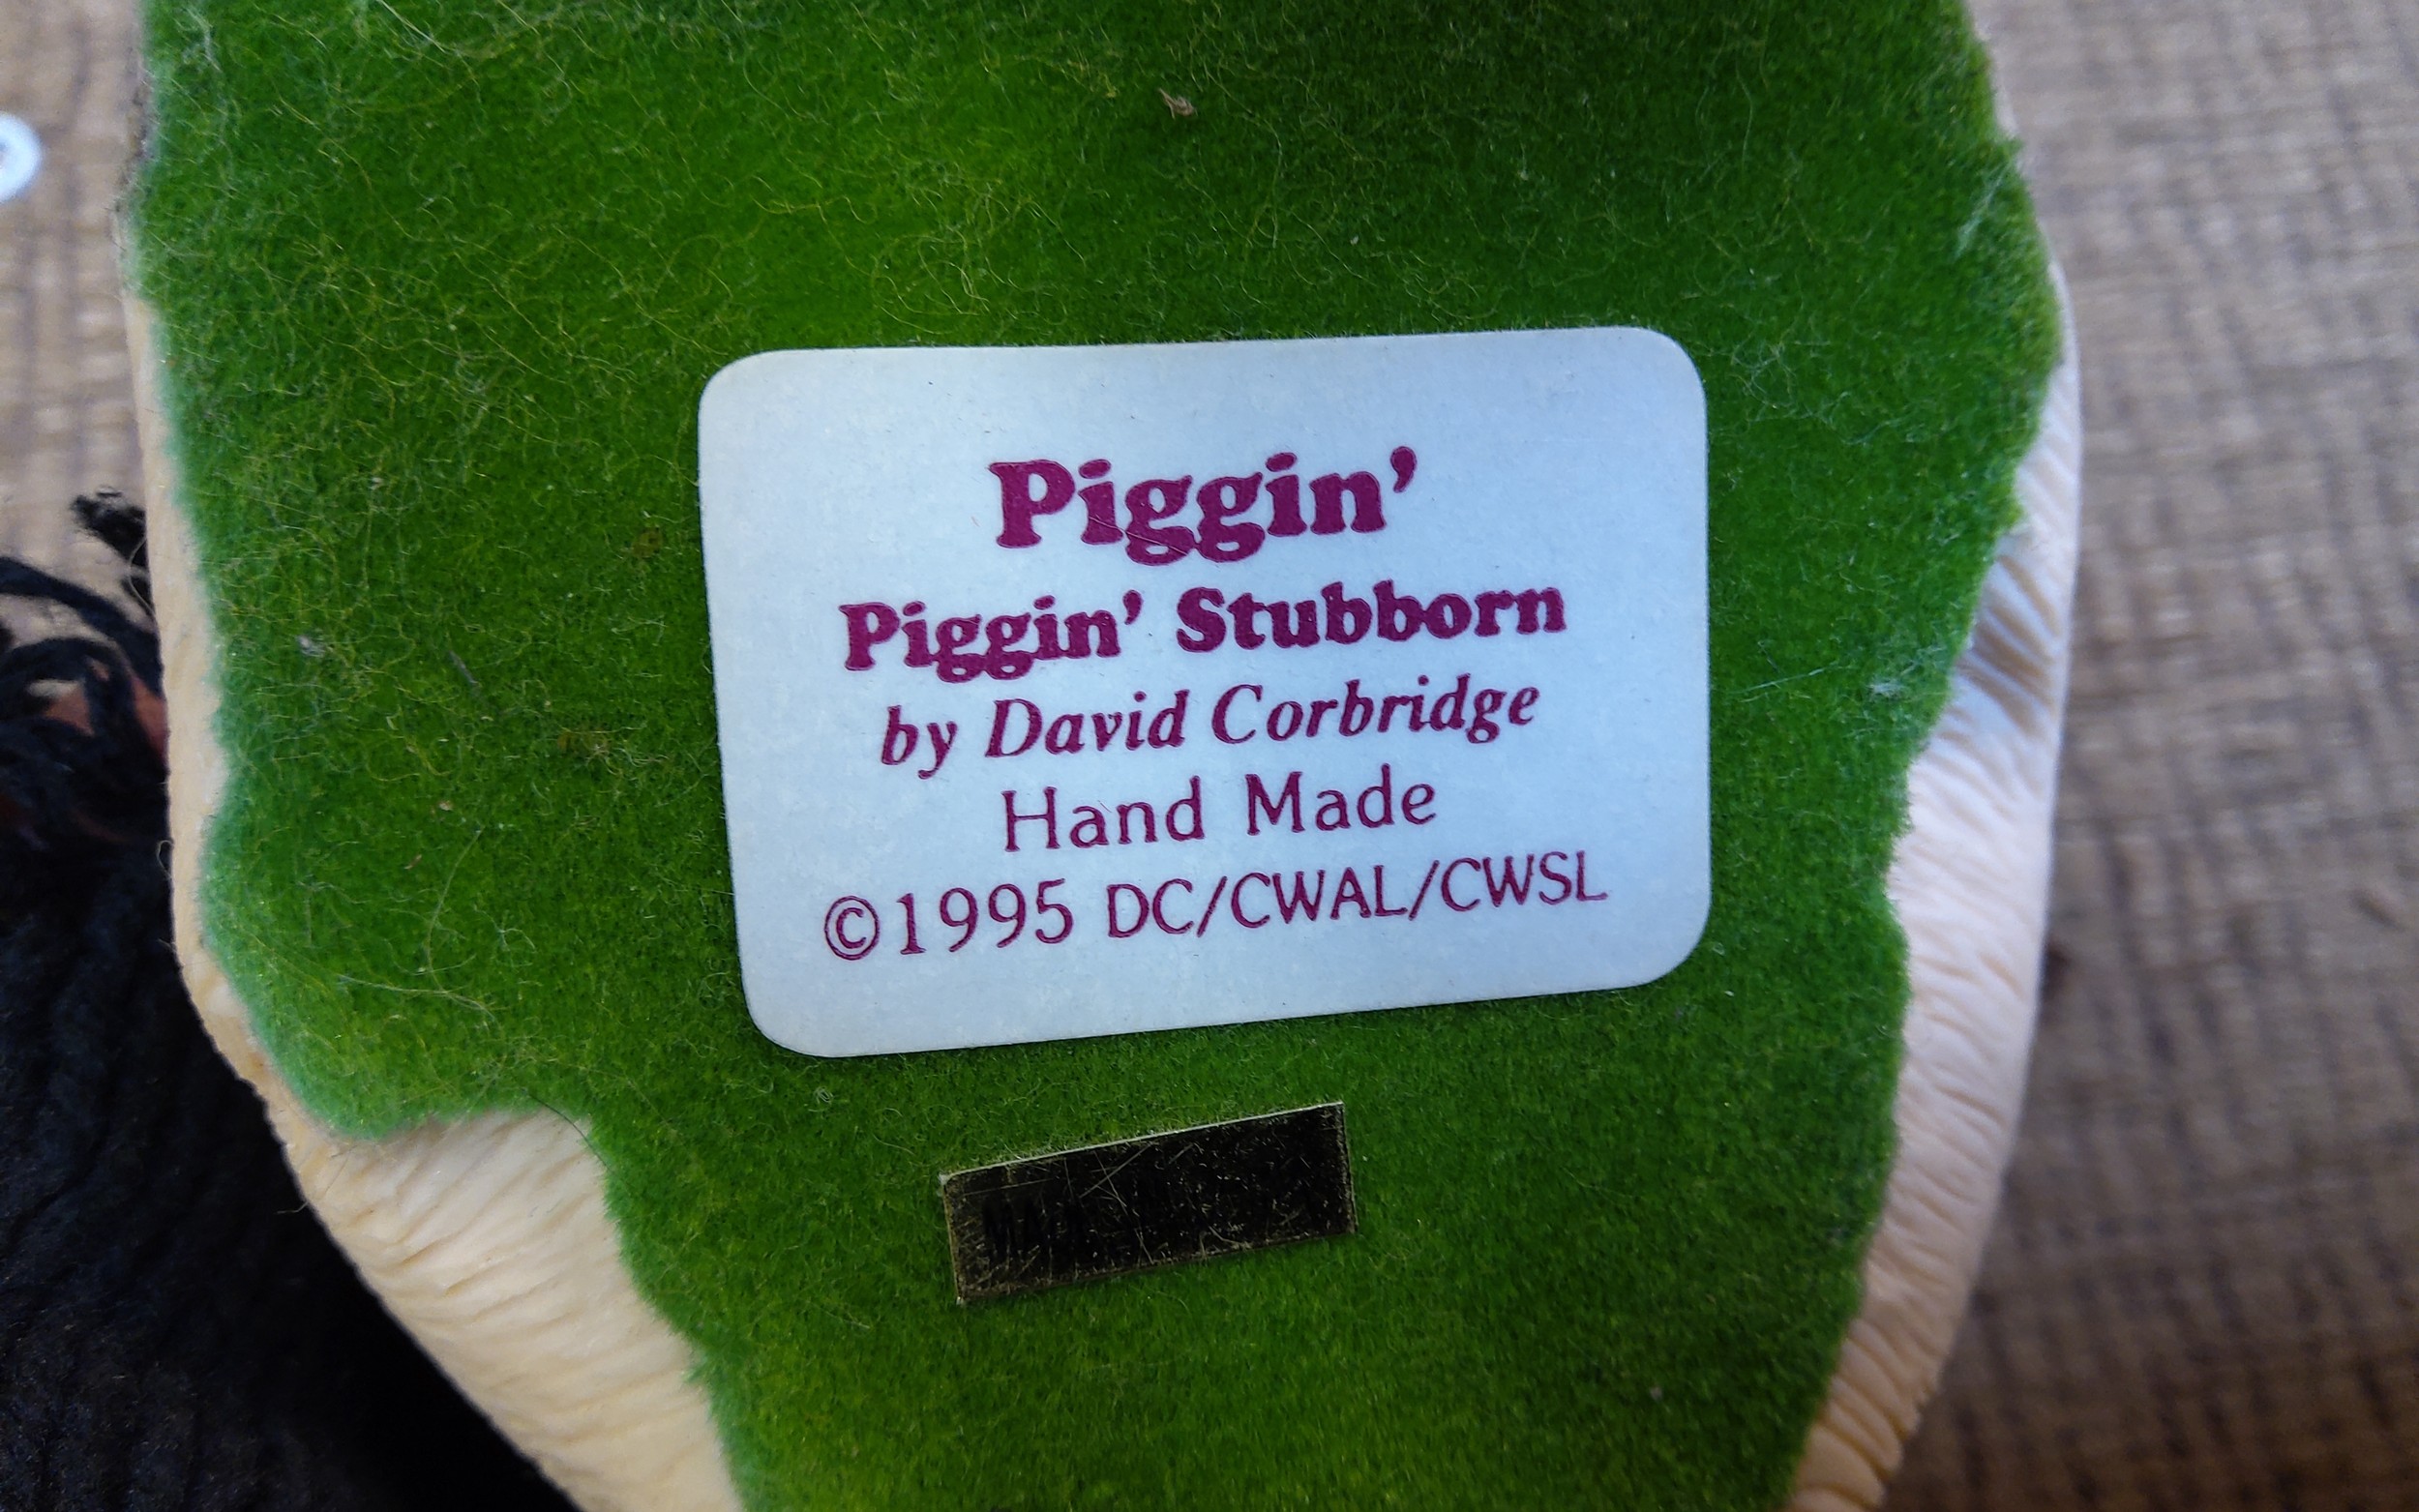 Piggin'
Piggin' Stubborn
by David Corbridge
Hand Made
©1995 DC/CWAL/CWSL